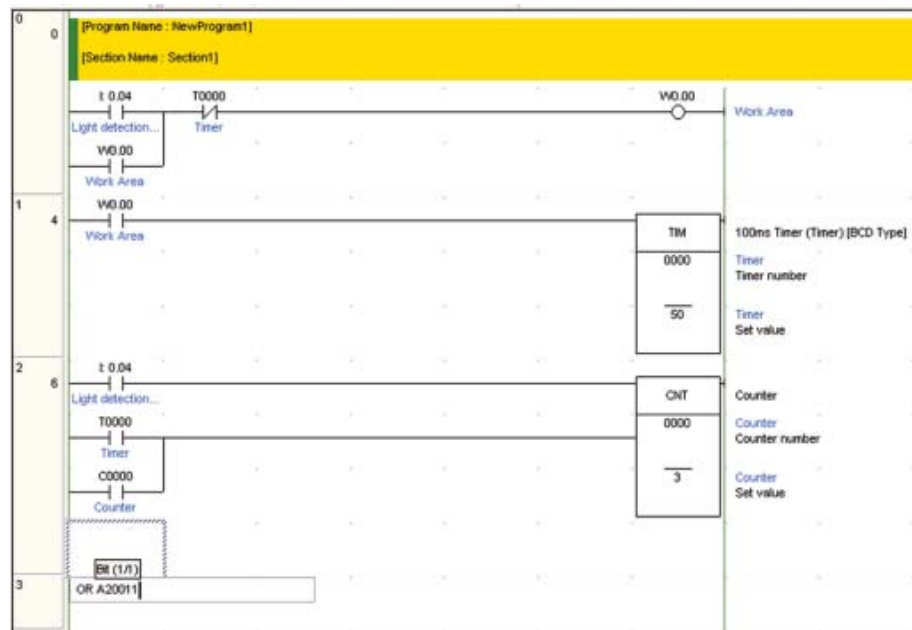 0
0
[Program Name : NewProgram1]
[Section Name : Section1]
I: 0.04
T0000
W0.00
Work Area
Light detection...
Timer
W0.00
Work Area
1
4
W0.00
Work Area
TIM
100ms Timer (Timer) [BCD Type]
0000
Timer
Timer number
50
Timer
Set value
2
6
I: 0.04
Light detection...
CNT
Counter
T0000
Timer
0000
Counter
Counter number
C0000
Counter
3
Counter
Set value
Bit (1/1)
3
OR A20011